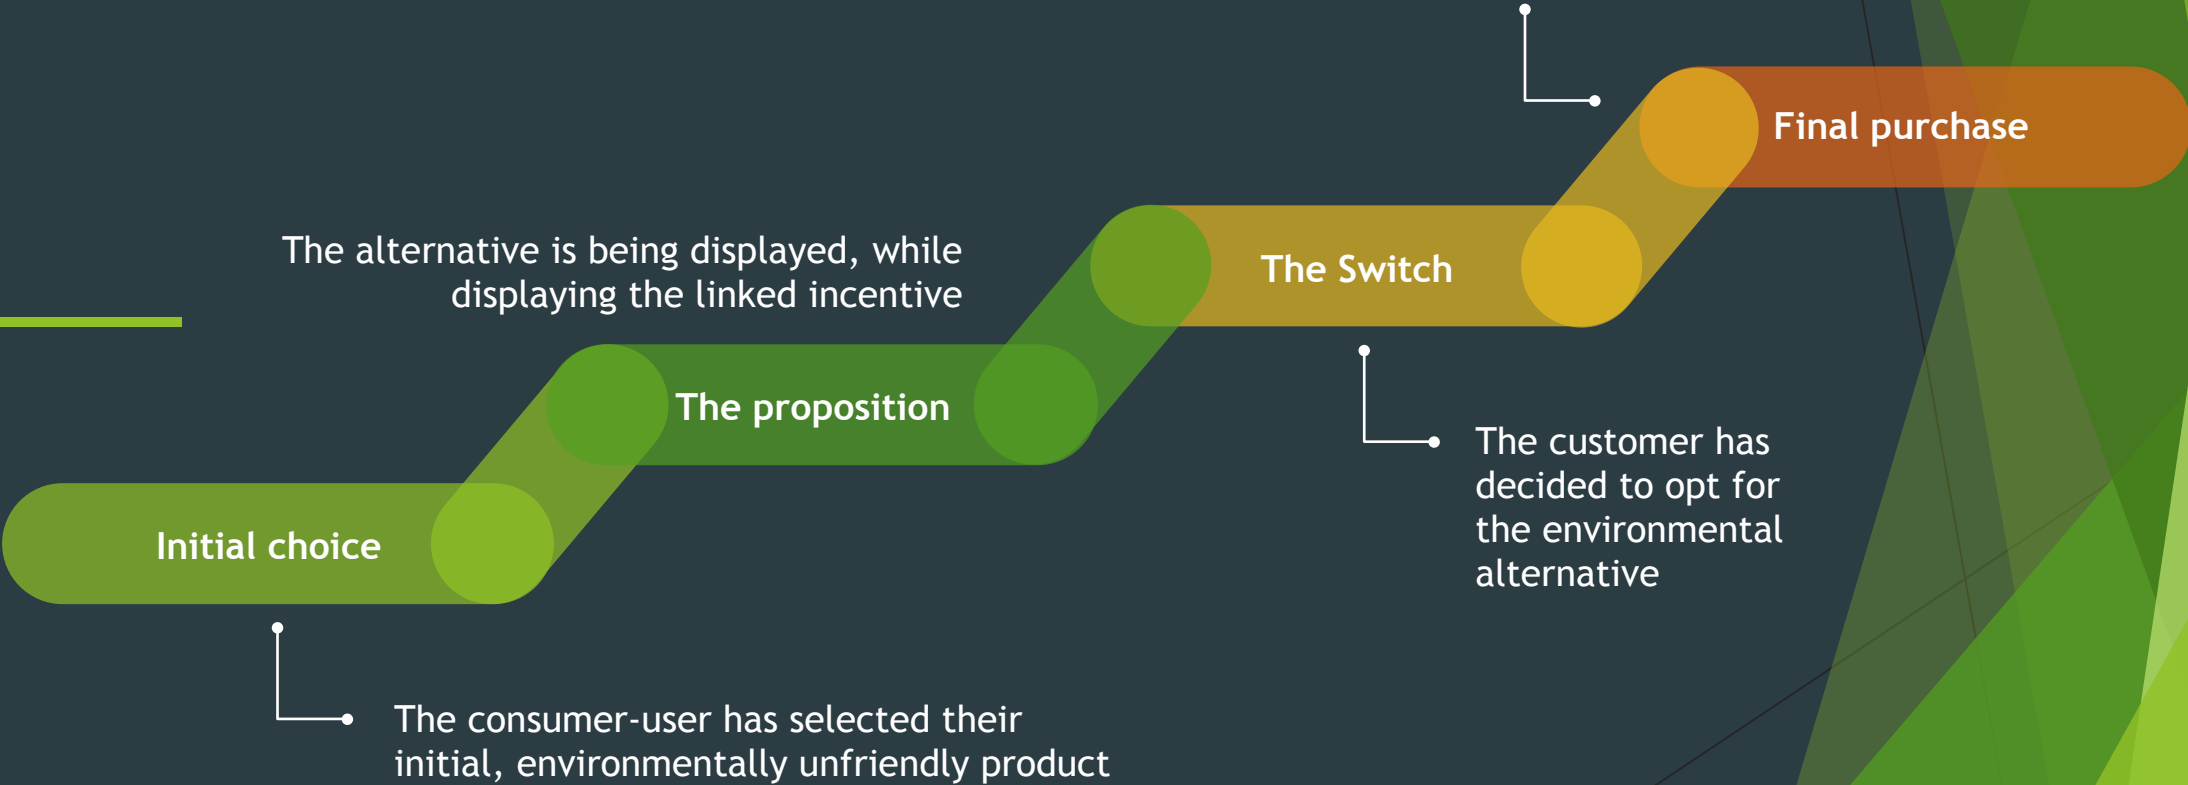 Final purchase
The alternative is being displayed, while
displaying the linked incentive
The Switch
The proposition
The customer has
decided to opt for
the environmental
alternative
Initial choice
The consumer-user has selected their
initial, environmentally unfriendly product